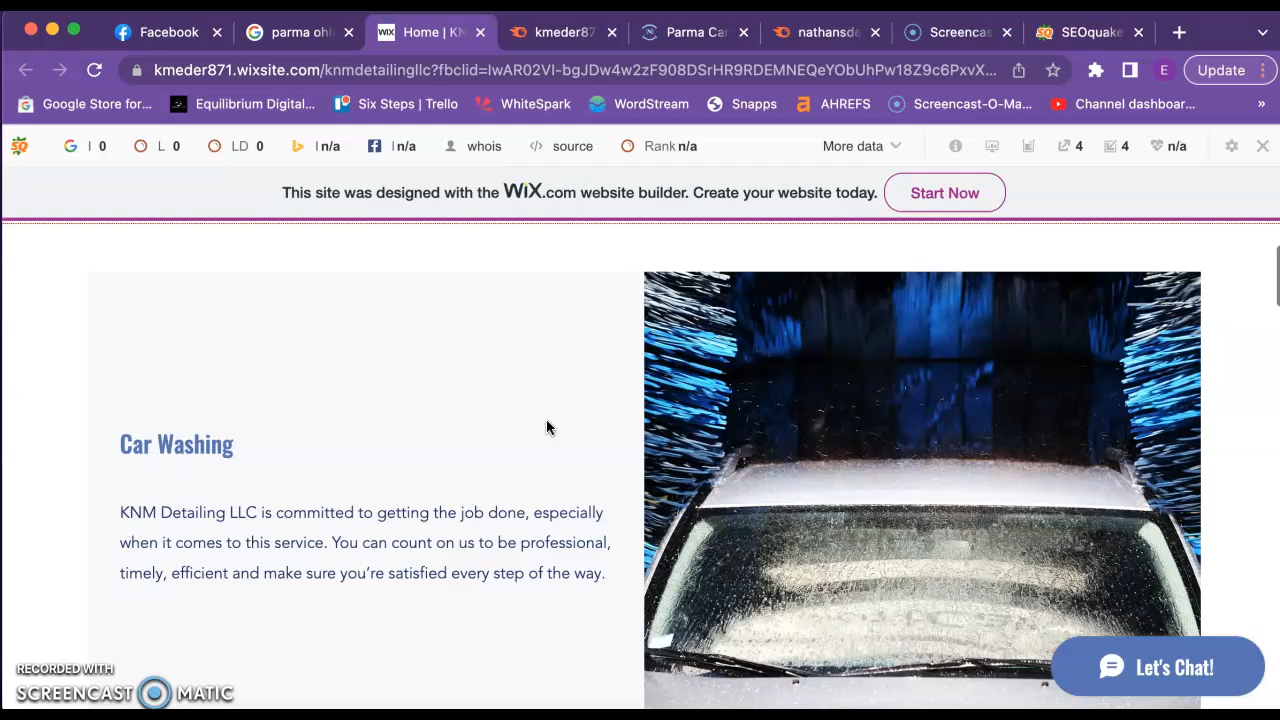 Facebook
parma ohi
WIX
Home | KN
kmeder87
Parma Car
nathansde
Screencas
SEOquake
kmeder871.wixsite.com/knmdetailingllc?fbclid=IwAR02VI-bgJDw4w2zF908DSrHR9RDEMNEQeYObUhPw18Z9c6PxvX...
E
Update
Google Store for...
Equilibrium Digital...
Six Steps | Trello
WhiteSpark
WordStream
Snapps
AHREFS
Screencast-O-Ma...
Channel dashboar...
»
SQ
I 0
L 0
LD 0
I n/a
I n/a
whois
source
Rank n/a
More data
4
4
n/a
This site was designed with the WiX.com website builder. Create your website today.
Start Now
Car Washing
KNM Detailing LLC is committed to getting the job done, especially
when it comes to this service. You can count on us to be professional,
timely, efficient and make sure you're satisfied every step of the way.
Let's Chat!
RECORDED WITH
SCREENCAST MATIC